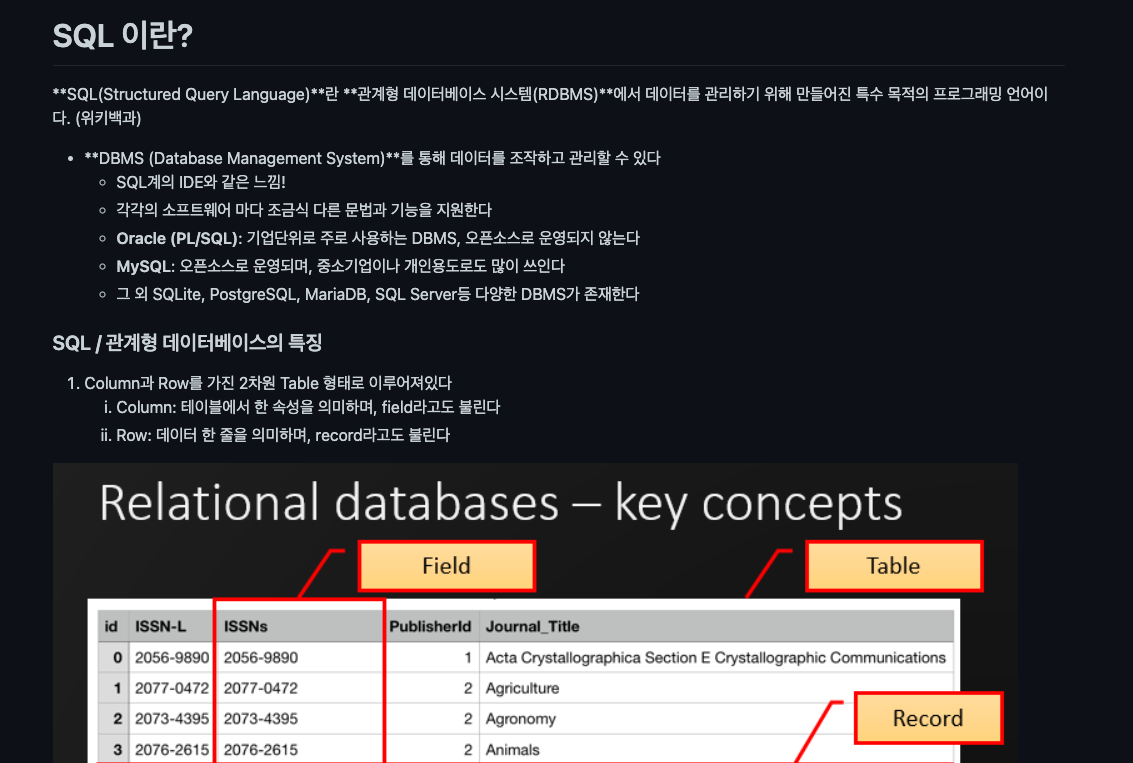 SQL 이란?
**SQL(Structured Query Language)**란 **관계형 데이터베이스 시스템(RDBMS)**에서 데이터를 관리하기 위해 만들어진 특수 목적의 프로그래밍 언어이
다. (위키백과)
• **DBMS (Database Management System)**를 통해 데이터를 조작하고 관리할 수 있다
◦ SQL계의 IDE와 같은 느낌!
◦ 각각의 소프트웨어 마다 조금식 다른 문법과 기능을 지원한다
◦ Oracle (PL/SQL): 기업단위로 주로 사용하는 DBMS, 오픈소스로 운영되지 않는다
◦ MySQL: 오픈소스로 운영되며, 중소기업이나 개인용도로도 많이 쓰인다
◦ 그 외 SQLite, PostgreSQL, MariaDB, SQL Server등 다양한 DBMS가 존재한다
SQL / 관계형 데이터베이스의 특징
1. Column과 Row를 가진 2차원 Table 형태로 이루어져있다
i. Column: 테이블에서 한 속성을 의미하며, field라고도 불린다
ii. Row: 데이터 한 줄을 의미하며, record라고도 불린다
Relational databases – key concepts
Field Table
id ISSN-L ISSNs PublisherId Journal_Title
0 2056-9890 2056-9890 1 Acta Crystallographica Section E Crystallographic Communications
1 2077-0472 2077-0472 2 Agriculture
2 2073-4395 2073-4395 2 Agronomy
Record
3 2076-2615 2076-2615 2 Animals